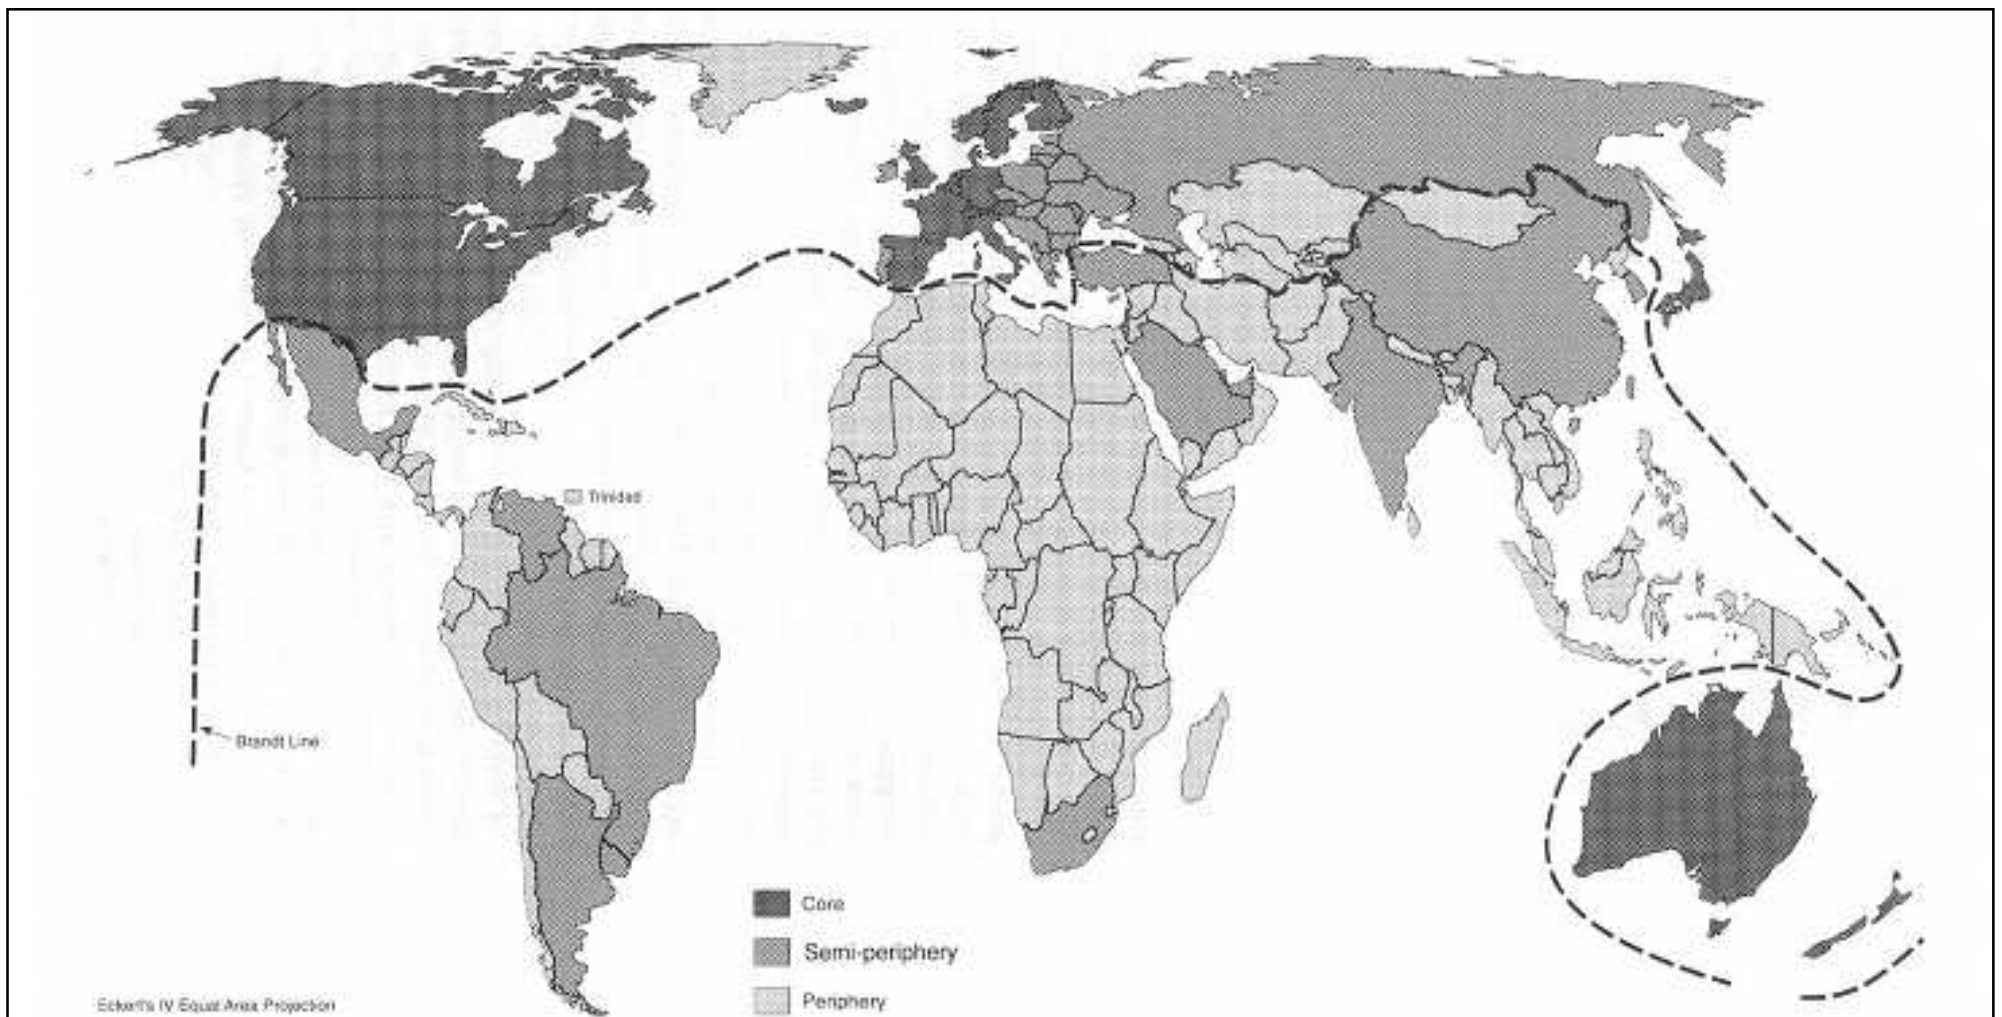 Trinidad
Brandt Line
Core
Semi-periphery
Periphery
Eckert's IV Equal Area Projection